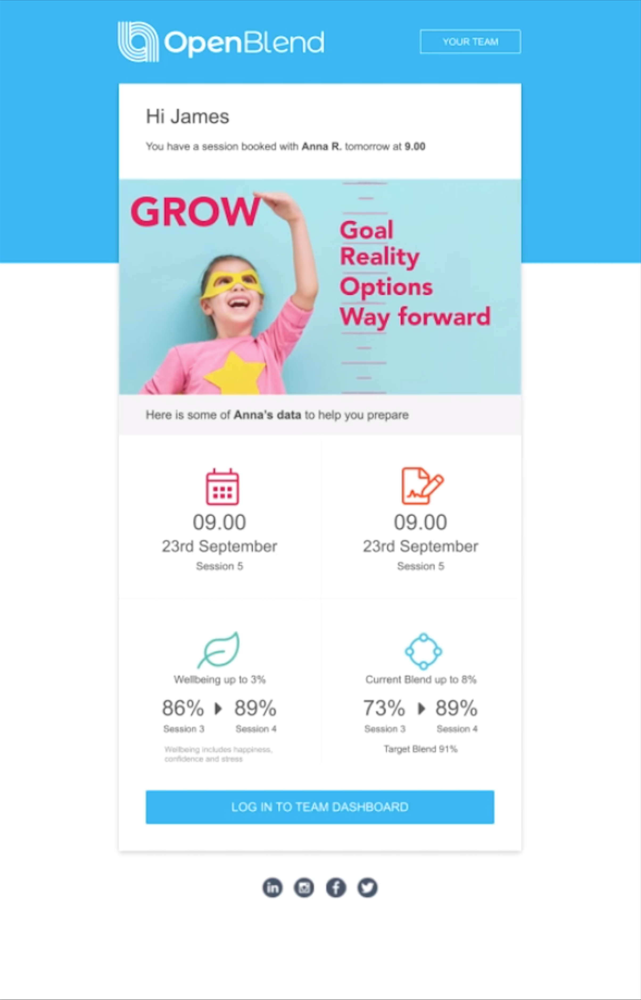 OpenBlend
YOUR TEAM
Hi James
You have a session booked with Anna R. tomorrow at 9.00
GROW
Goal
Reality
Options
Way forward
Here is some of Anna's data to help you prepare
09.00
23rd September
Session 5
09.00
23rd September
Session 5
Wellbeing up to 3%
86% 89%
Session 3 Session 4
Wellbeing includes happiness,
confidence and stress
Current Blend up to 8%
73% 89%
Session 3 Session 4
Target Blend 91%
LOG IN TO TEAM DASHBOARD
in
f